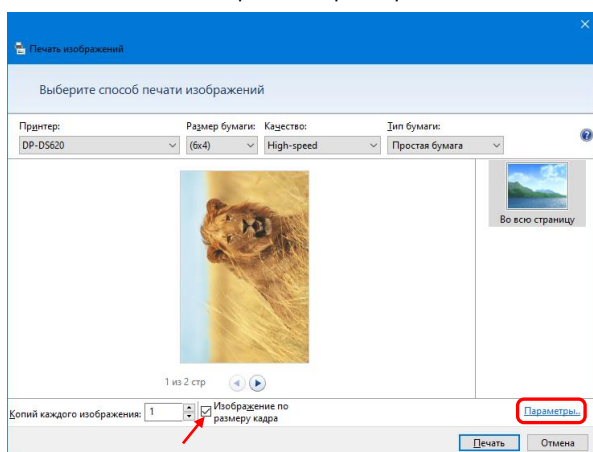 Печать изображений
Выберите способ печати изображений
Принтер: Размер бумаги: Качество: Тип бумаги:
DP-DS620 (6x4) High-speed Простая бумага
Во всю страницу
1 из 2 стр
Копий каждого изображения: 1 Изображение по
размеру кадра
Параметры...
Печать Отмена